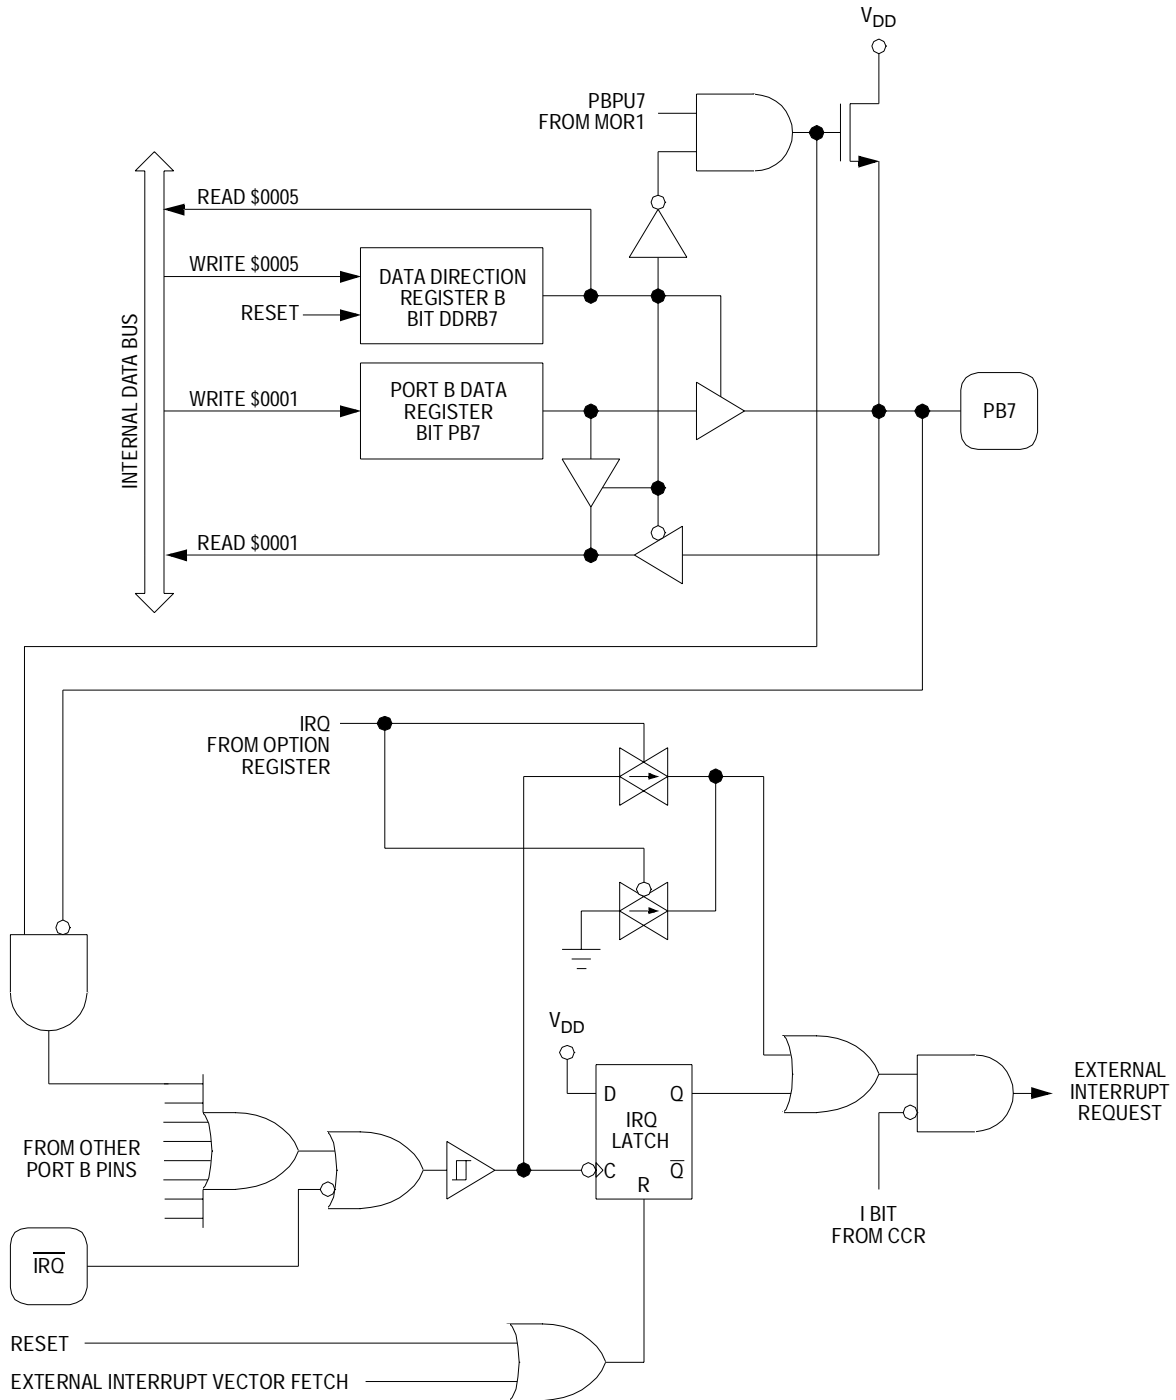 VDD
PBPU7
FROM MOR1
READ $0005
WRITE $0005
DATA DIRECTION
REGISTER B
BIT DDRB7
RESET
INTERNAL DATA BUS
WRITE $0001
PORT B DATA
REGISTER
BIT PB7
PB7
READ $0001
IRQ
FROM OPTION
REGISTER
VDD
D
Q
IRQ
LATCH
C
Q̅
R
EXTERNAL
INTERRUPT
REQUEST
FROM OTHER
PORT B PINS
I BIT
FROM CCR
I̅R̅Q̅
RESET
EXTERNAL INTERRUPT VECTOR FETCH